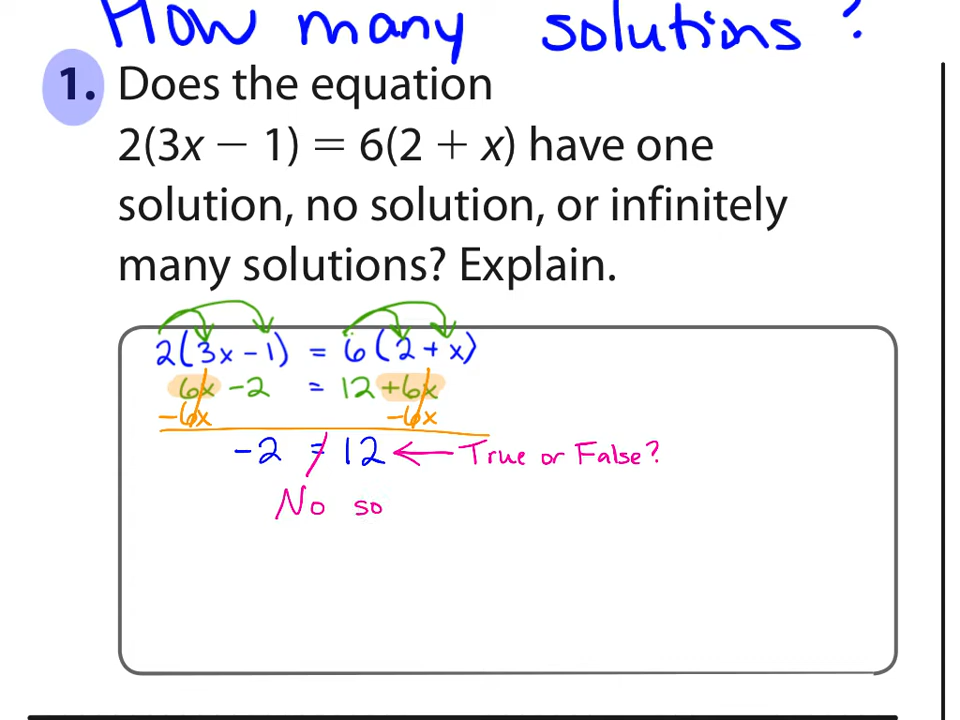 How many solutions?
1. Does the equation
2(3x − 1) = 6(2 + x) have one
solution, no solution, or infinitely
many solutions? Explain.
2(3x - 1) = 6(2 + x)
6x - 2 = 12 + 6x
-6x -6x
-2 ≠ 12 ← True or False?
No so